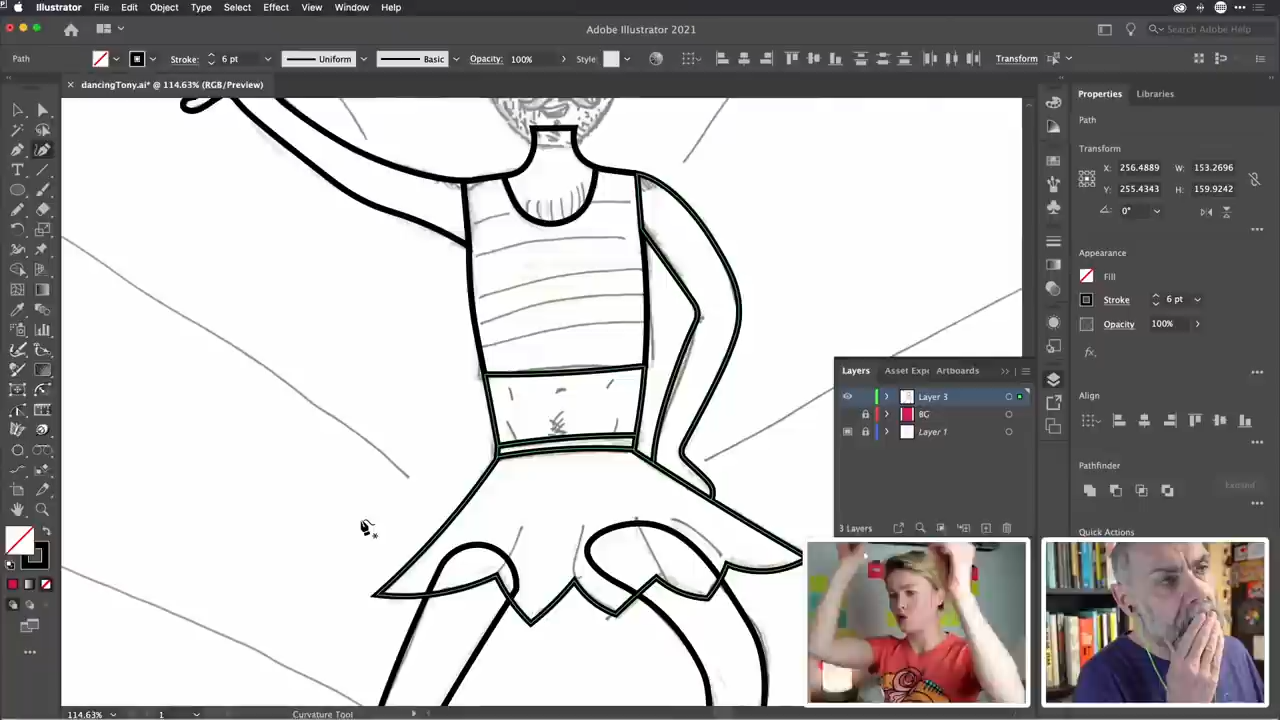 Illustrator File Edit Object Type Select Effect View Window Help
Adobe Illustrator 2021
Search Adobe Help
Path Stroke: 6 pt Uniform Basic Opacity: 100% Style: Transform
dancingTony.ai* @ 114.63% (RGB/Preview)
Properties Libraries
Path
Transform
X: 256.4889 W: 153.2696
Y: 255.4343 H: 159.9242
0°
Appearance
Fill
Stroke 6 pt
Opacity 100%
fx
Layers Asset Exp Artboards
Layer 3
BG
Layer 1
3 Layers
Align
Pathfinder
Expand
Quick Actions
114.63% 1 Curvature Tool